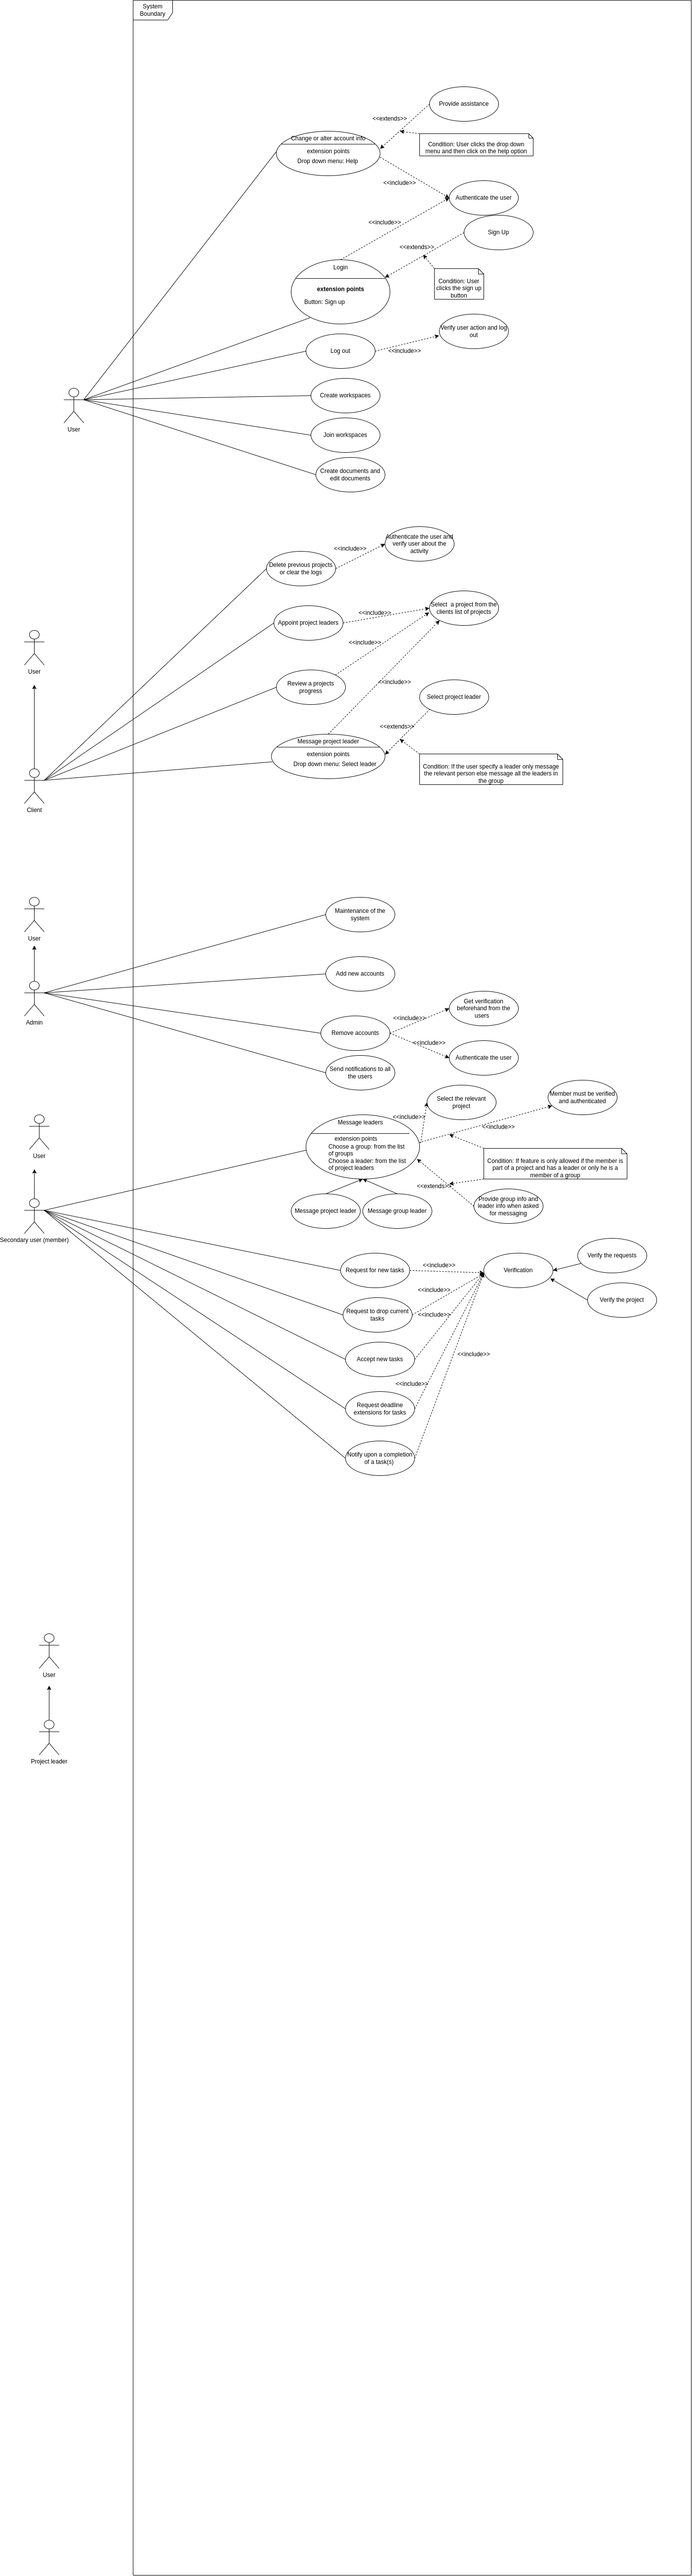 System
Boundary
Provide assistance
<<extends>>
Change or alter account info
extension points
Drop down menu: Help
Condition: User clicks the drop down
menu and then click on the help option
<<include>>
Authenticate the user
<<include>>
Sign Up
<<extends>>
Login
extension points
Button: Sign up
Condition: User
clicks the sign up
button
Verify user action and log
out
Log out
<<include>>
Create workspaces
User
Join workspaces
Create documents and
edit documents
Authenticate the user and
verify user about the
activity
<<include>>
Delete previous projects
or clear the logs
Select a project from the
clients list of projects
<<include>>
Appoint project leaders
<<include>>
User
Review a projects
progress
<<include>>
Select project leader
<<extends>>
Message project leader
extension points
Drop down menu: Select leader
Condition: If the user specify a leader only message
the relevant person else message all the leaders in
the group
Client
Maintenance of the
system
User
Add new accounts
Get verification
beforehand from the
users
<<include>>
Admin
Remove accounts
<<include>>
Authenticate the user
Send notifications to all
the users
Select the relevant
project
Member must be verified
and authenticated
<<include>>
Message leaders
<<include>>
extension points
Choose a group: from the list
of groups
Choose a leader: from the list
of project leaders
User
Condition: If feature is only allowed if the member is
part of a project and has a leader or only he is a
member of a group
<<extends>>
Provide group info and
leader info when asked
for messaging
Message project leader
Message group leader
Secondary user (member)
Verify the requests
<<include>>
Request for new tasks
Verification
<<include>>
Verify the project
Request to drop current
tasks
<<include>>
Accept new tasks
<<include>>
<<include>>
Request deadline
extensions for tasks
Notify upon a completion
of a task(s)
User
Project leader